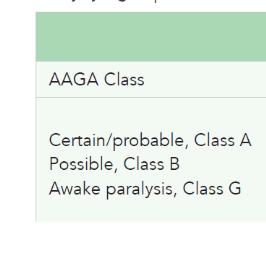 AAGA Class
Certain/probable, Class A
Possible, Class B
Awake paralysis, Class G